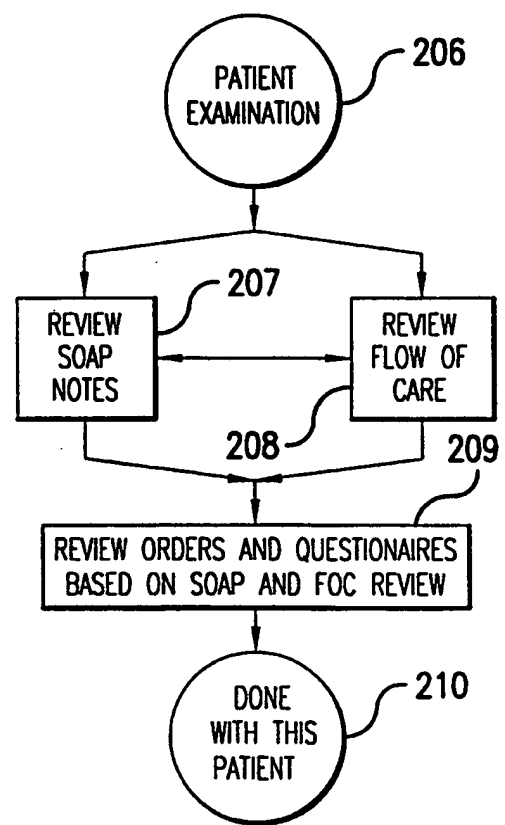 206
PATIENT
EXAMINATION
207
REVIEW
SOAP
NOTES
REVIEW
FLOW OF
CARE
208
209
REVIEW ORDERS AND QUESTIONAIRES
BASED ON SOAP AND FOC REVIEW
DONE
WITH THIS
PATIENT
210